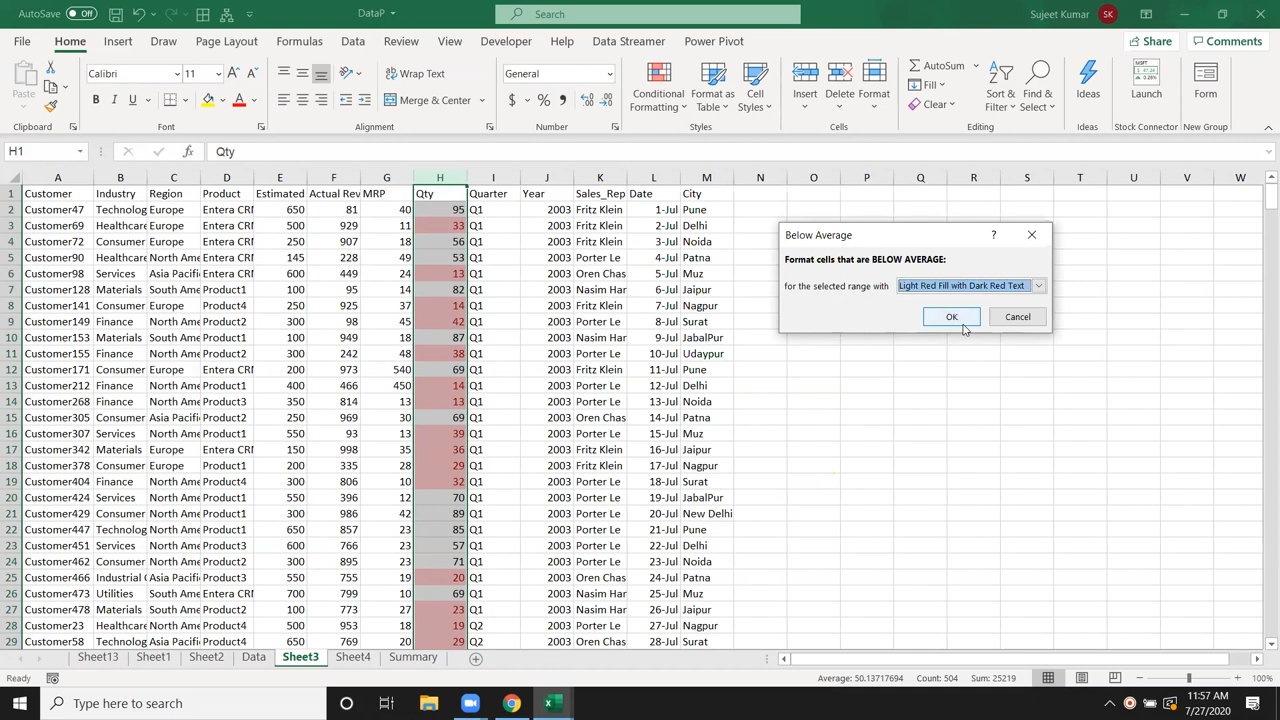 AutoSave Off DataP Search Sujeet Kumar SK
File Home Insert Draw Page Layout Formulas Data Review View Developer Help Data Streamer Power Pivot Share Comments
Paste Calibri 11 Wrap Text General Conditional Formatting Format as Table Cell Styles Insert Delete Format AutoSum Fill Clear Sort & Filter Find & Select Ideas Launch Form
B I U A Merge & Center $ %
Clipboard Font Alignment Number Styles Cells Editing Ideas Stock Connector New Group
H1 fx Qty
A B C D E F G H I J K L M N O P Q R S T U V W
1 Customer Industry Region Product Estimated Actual Rev MRP Qty Quarter Year Sales_Rep Date City
2 Customer47 Technolog Europe Entera CRM 650 81 40 95 Q1 2003 Fritz Klein 1-Jul Pune
3 Customer69 Healthcare Europe Entera CRM 500 929 11 33 Q1 2003 Fritz Klein 2-Jul Delhi
4 Customer72 Consumer Europe Entera CRM 250 907 18 56 Q1 2003 Fritz Klein 3-Jul Noida
5 Customer90 Healthcare North Ame Entera CRM 145 228 49 53 Q1 2003 Porter Le 4-Jul Patna
6 Customer98 Services Asia Pacific Entera CRM 600 449 24 13 Q1 2003 Oren Chas 5-Jul Muz
7 Customer128 Materials South Ame Entera CRM 100 925 14 82 Q1 2003 Nasim Har 6-Jul Jaipur
8 Customer141 Consumer Asia Pacific Product4 250 925 37 14 Q1 2003 Porter Le 7-Jul Nagpur
9 Customer149 Finance North Ame Product2 300 98 45 42 Q1 2003 Porter Le 8-Jul Surat
10 Customer153 Materials South Ame Product1 100 949 18 87 Q1 2003 Nasim Har 9-Jul JabalPur
11 Customer155 Finance North Ame Product2 300 242 48 38 Q1 2003 Porter Le 10-Jul Udaypur
12 Customer171 Consumer Europe Entera CRM 200 973 540 69 Q1 2003 Fritz Klein 11-Jul Pune
13 Customer212 Finance North Ame Product1 400 466 450 14 Q1 2003 Porter Le 12-Jul Delhi
14 Customer268 Finance North Ame Product3 350 814 13 13 Q1 2003 Porter Le 13-Jul Noida
15 Customer305 Consumer Asia Pacific Product2 250 969 30 69 Q1 2003 Oren Chas 14-Jul Patna
16 Customer307 Services North Ame Product1 550 93 13 39 Q1 2003 Porter Le 15-Jul Muz
17 Customer342 Materials Europe Entera CRM 150 998 35 36 Q1 2003 Fritz Klein 16-Jul Jaipur
18 Customer378 Consumer Europe Product1 200 335 28 29 Q1 2003 Fritz Klein 17-Jul Nagpur
19 Customer404 Finance North Ame Product4 300 806 10 32 Q1 2003 Porter Le 18-Jul Surat
20 Customer424 Services North Ame Product1 550 396 12 70 Q1 2003 Porter Le 19-Jul JabalPur
21 Customer429 Consumer North Ame Product1 300 986 42 89 Q1 2003 Porter Le 20-Jul New Delhi
22 Customer447 Technolog North Ame Product1 650 857 23 85 Q1 2003 Porter Le 21-Jul Pune
23 Customer451 Services North Ame Product3 600 766 23 57 Q1 2003 Porter Le 22-Jul Delhi
24 Customer462 Consumer North Ame Product2 300 895 23 71 Q1 2003 Porter Le 23-Jul Noida
25 Customer466 Industrial Asia Pacific Product3 550 755 19 20 Q1 2003 Oren Chas 24-Jul Patna
26 Customer473 Utilities South Ame Entera CRM 700 799 10 69 Q1 2003 Nasim Har 25-Jul Muz
27 Customer478 Materials South Ame Product2 100 773 27 23 Q1 2003 Nasim Har 26-Jul Jaipur
28 Customer23 Healthcare North Ame Product4 500 953 18 19 Q2 2003 Porter Le 27-Jul Nagpur
29 Customer58 Technolog Asia Pacific Product1 650 769 20 29 Q2 2003 Oren Chas 28-Jul Surat
Below Average ?
Format cells that are BELOW AVERAGE:
for the selected range with Light Red Fill with Dark Red Text
OK Cancel
Sheet13 Sheet1 Sheet2 Data Sheet3 Sheet4 Summary
Ready Average: 50.13717694 Count: 504 Sum: 25219 100%
Type here to search 11:57 AM
7/27/2020